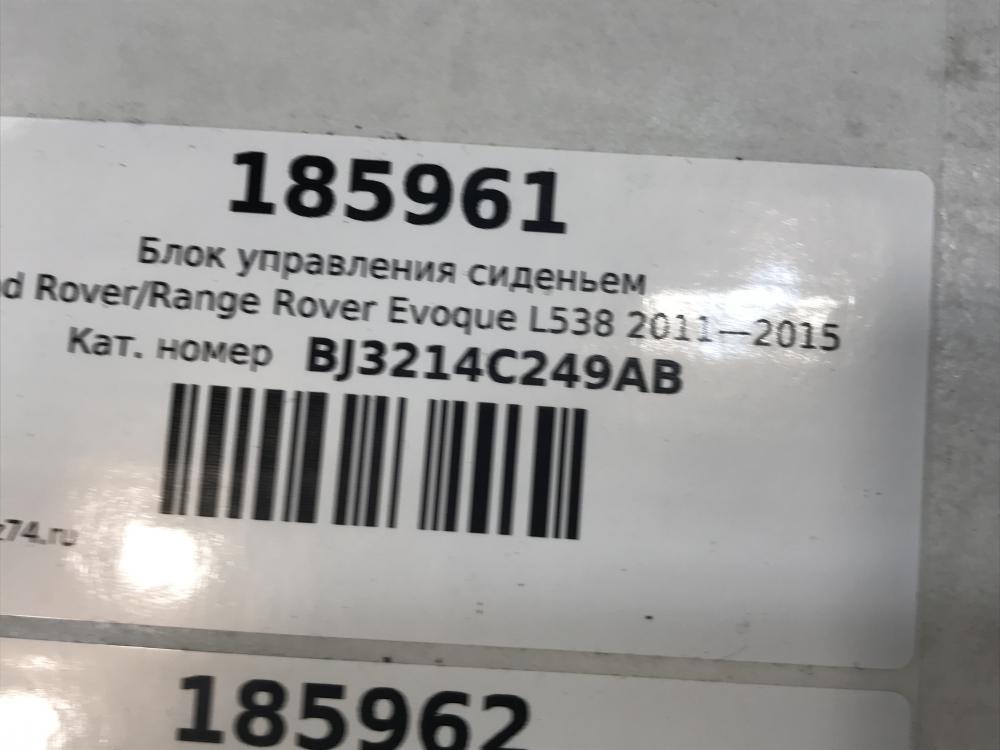 185961
Блок управления сиденьем
d Rover/Range Rover Evoque L538 2011—2015
Кат. номер BJ3214C249AB
z74.ru
185962